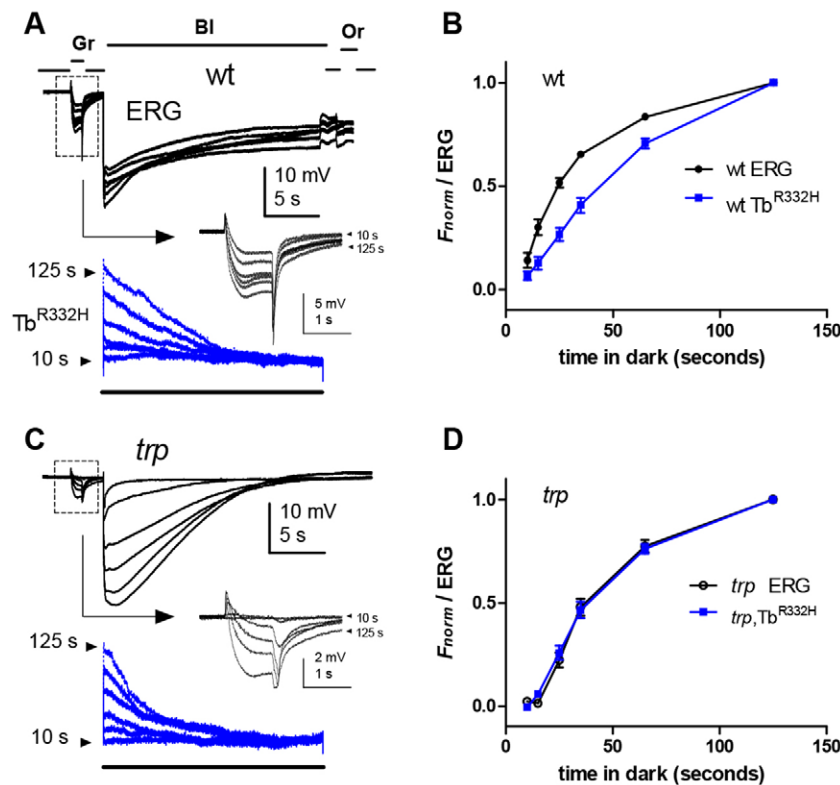 A
Gr
Bl
Or
wt
ERG
10 mV
5 s
10 s
125 s
5 mV
1 s
125 s
Tb^R332H
10 s
B
wt
F_norm / ERG
1.0
0.5
0.0
wt ERG
wt Tb^R332H
0
50
100
150
time in dark (seconds)
C
trp
10 mV
5 s
10 s
125 s
2 mV
1 s
125 s
10 s
D
trp
F_norm / ERG
1.0
0.5
0.0
trp ERG
trp,Tb^R332H
0
50
100
150
time in dark (seconds)